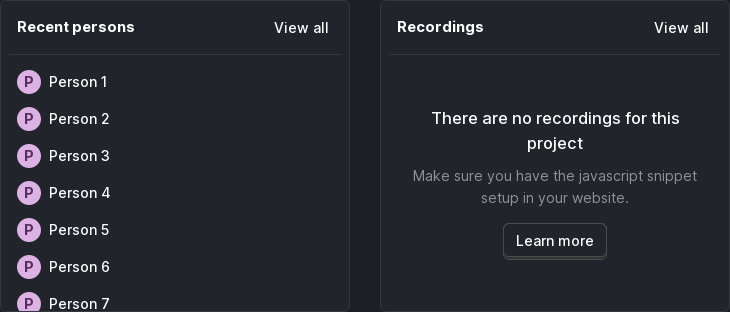 Recent persons
View all
P Person 1
P Person 2
P Person 3
P Person 4
P Person 5
P Person 6
P Person 7
Recordings
View all
There are no recordings for this
project
Make sure you have the javascript snippet
setup in your website.
Learn more